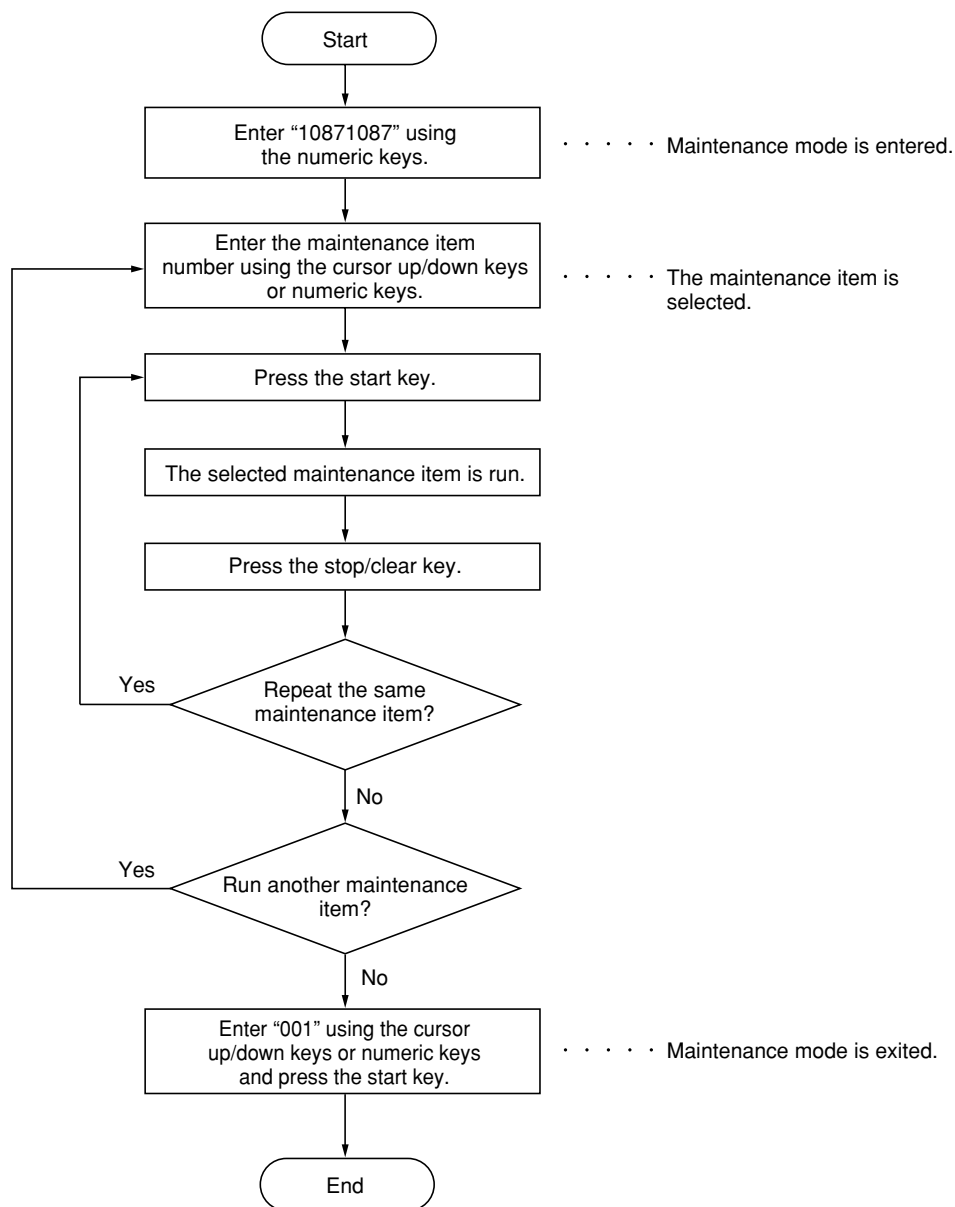 Start
Enter “10871087” using
the numeric keys.
· · · · · Maintenance mode is entered.
Enter the maintenance item
number using the cursor up/down keys
or numeric keys.
· · · · · The maintenance item is
selected.
Press the start key.
The selected maintenance item is run.
Press the stop/clear key.
Yes
Repeat the same
maintenance item?
No
Yes
Run another maintenance
item?
No
Enter “001” using the cursor
up/down keys or numeric keys
and press the start key.
· · · · · Maintenance mode is exited.
End